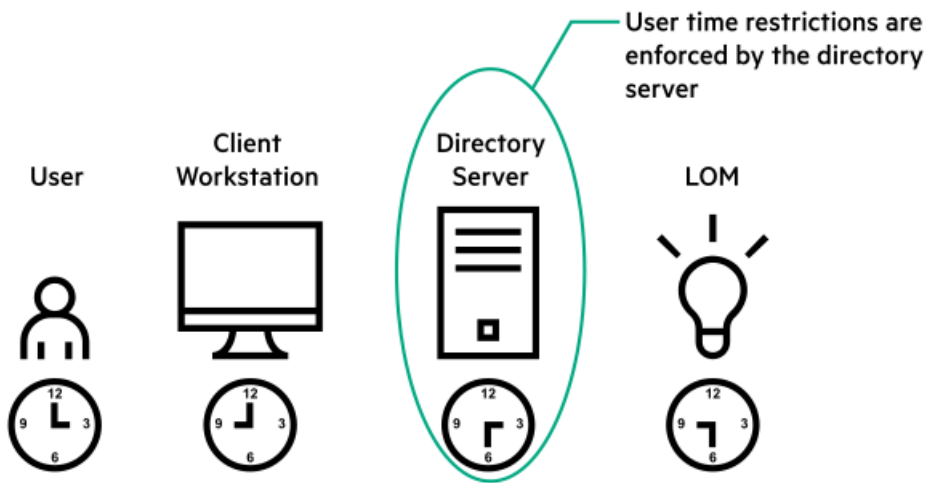 User time restrictions are
enforced by the directory
server
User
Client
Workstation
Directory
Server
LOM
12
9
3
6
12
9
3
6
12
9
3
6
12
9
3
6